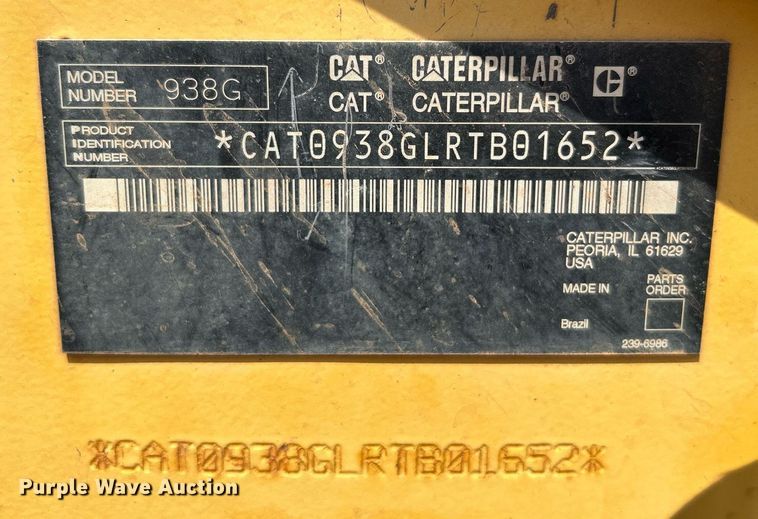 MODEL NUMBER 938G
CAT® CATERPILLAR®
CAT® CATERPILLAR®
PRODUCT IDENTIFICATION NUMBER *CAT0938GLRTB01652*
CATERPILLAR INC.
PEORIA, IL 61629
USA
MADE IN
PARTS ORDER
Brazil
239-6986
*CAT0938GLRTB01652*
Purple Wave Auction